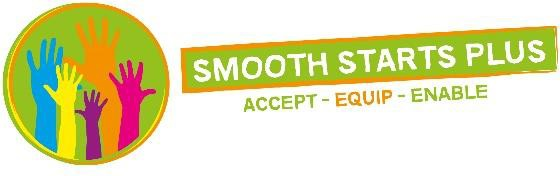 SMOOTH STARTS PLUS
ACCEPT - EQUIP - ENABLE